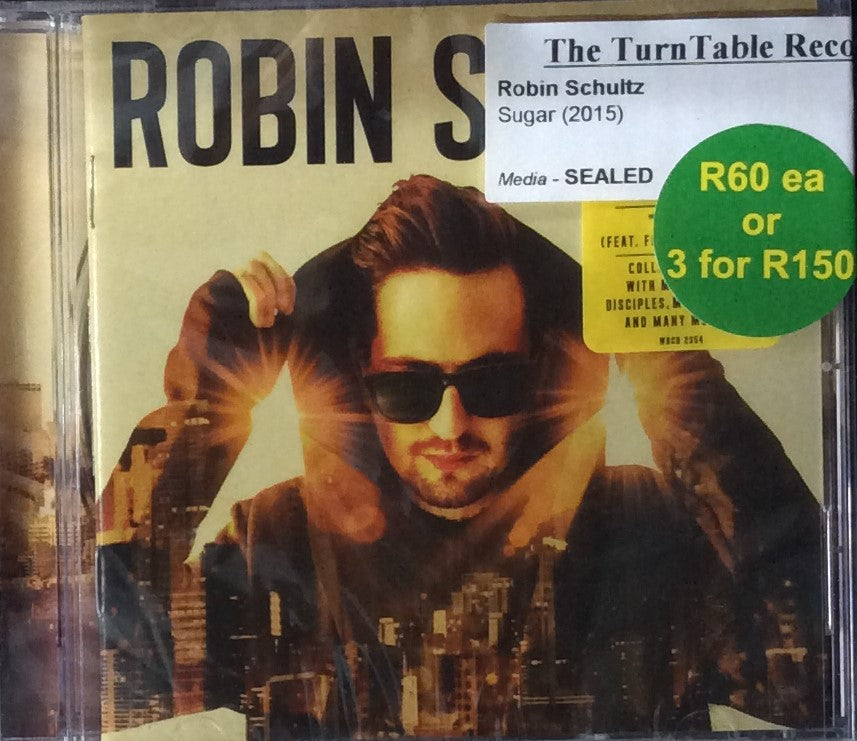 ROBIN S
The TurnTable Reco
Robin Schultz
Sugar (2015)
Media - SEALED
R60 ea
or
3 for R150
(FEAT. F
COLL
WITH M
DISCIPLES, M
AND MANY MO